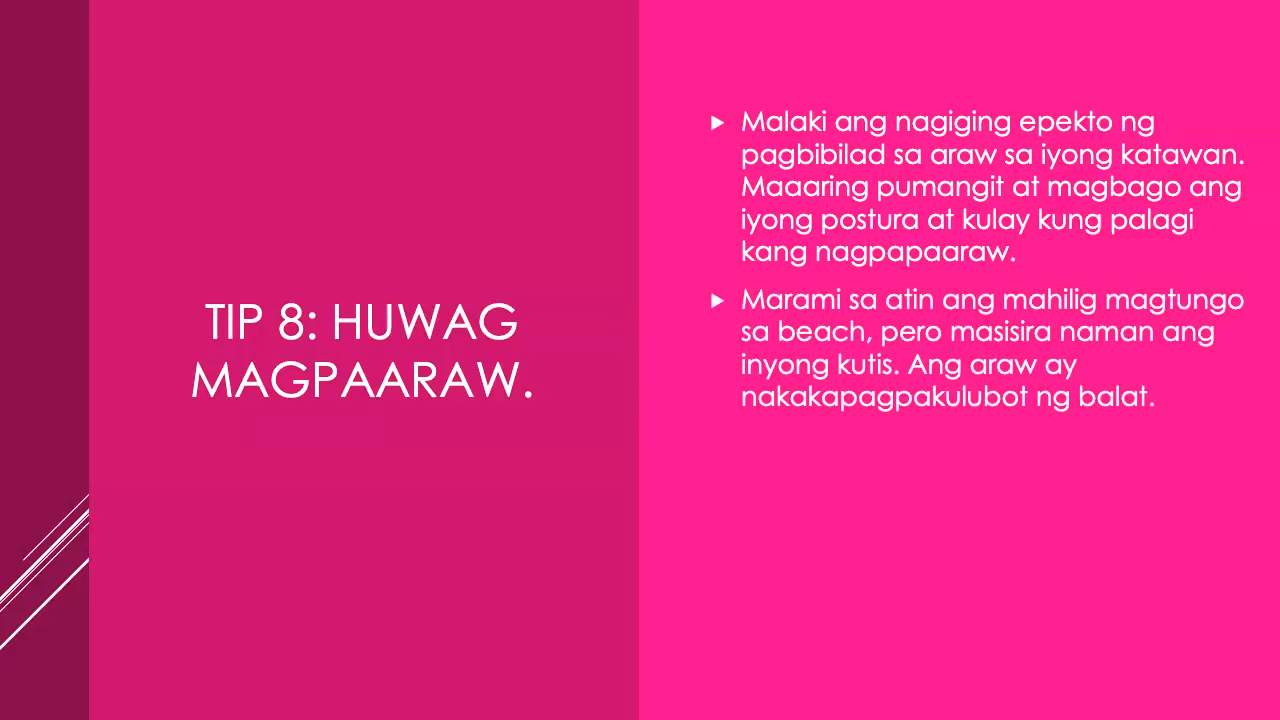 TIP 8: HUWAG
MAGPAARAW.
Malaki ang nagiging epekto ng
pagbibilad sa araw sa iyong katawan.
Maaaring pumangit at magbago ang
iyong postura at kulay kung palagi
kang nagpapaaraw.
Marami sa atin ang mahilig magtungo
sa beach, pero masisira naman ang
inyong kutis. Ang araw ay
nakakapagpakulubot ng balat.